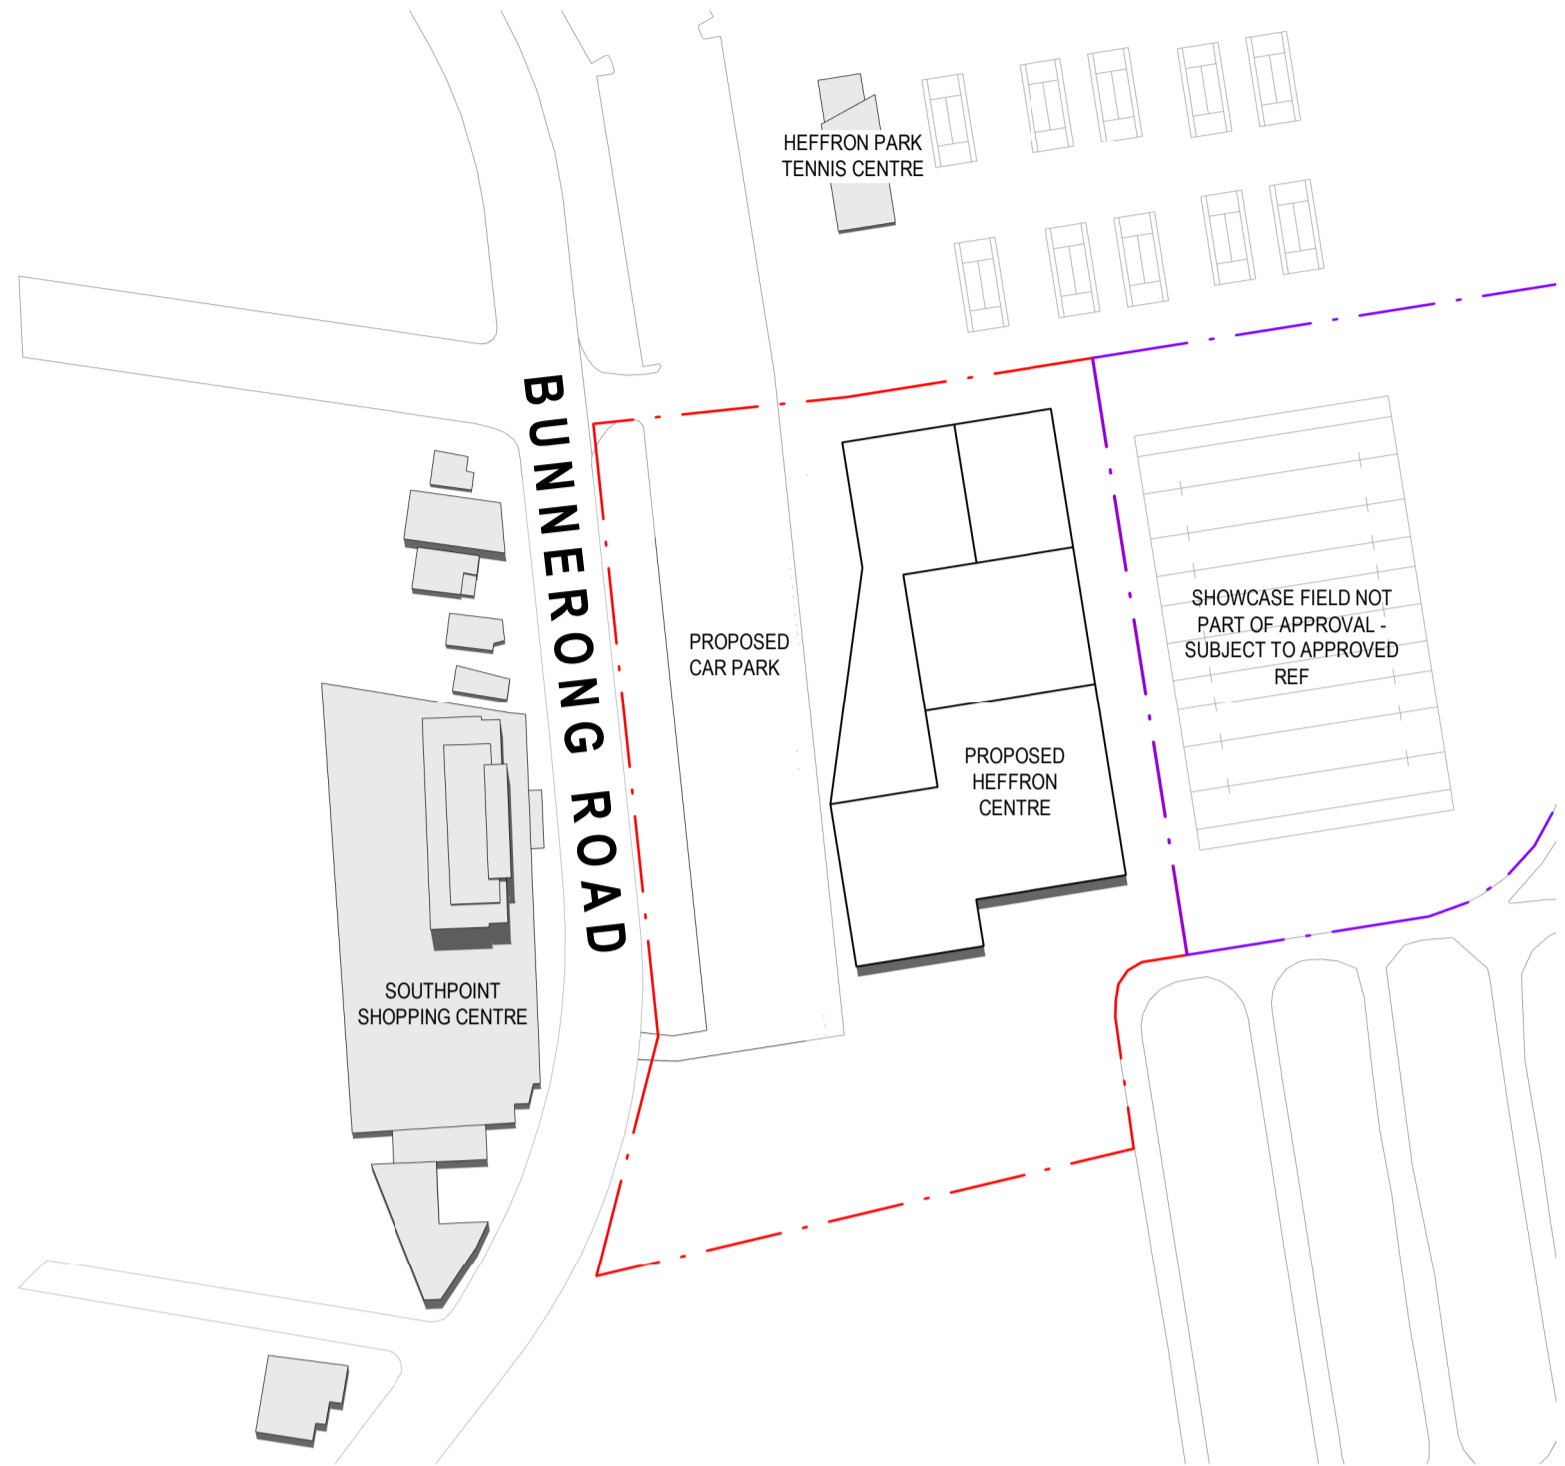 HEFFRON PARK
TENNIS CENTRE
BUNNERONG ROAD
SHOWCASE FIELD NOT
PART OF APPROVAL -
SUBJECT TO APPROVED
REF
PROPOSED
CAR PARK
PROPOSED
HEFFRON
CENTRE
SOUTHPOINT
SHOPPING CENTRE